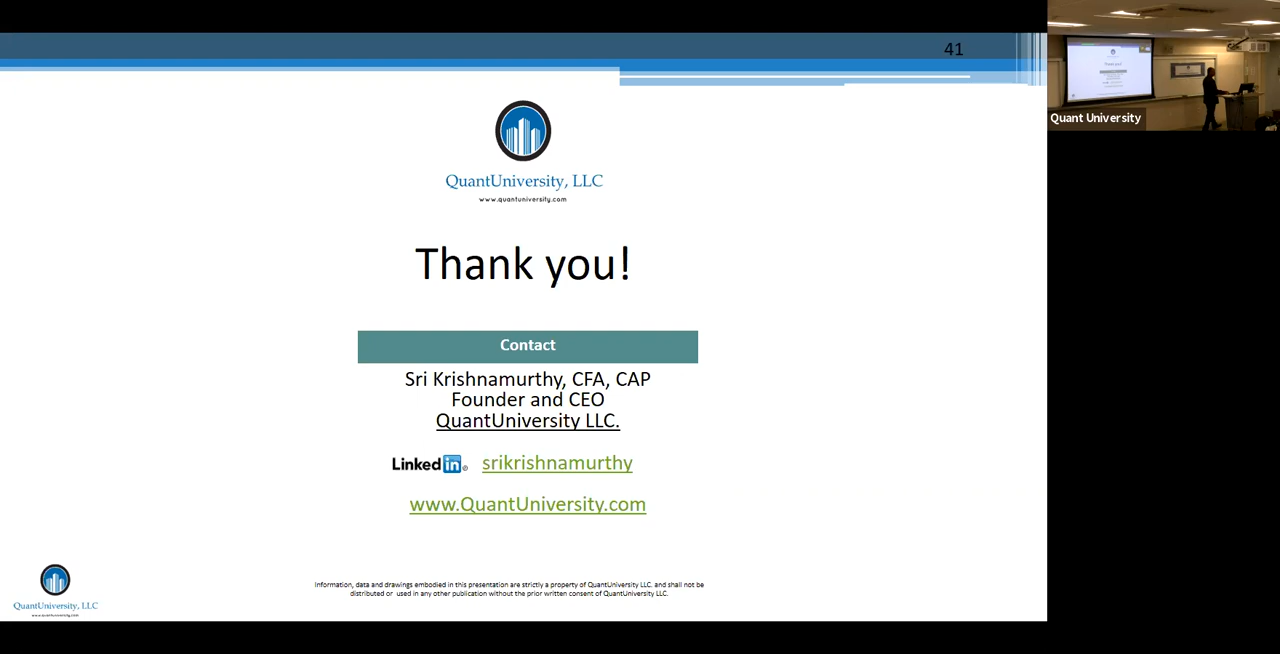 41
Quant University
QuantUniversity, LLC
www.quantuniversity.com
Thank you!
Contact
Sri Krishnamurthy, CFA, CAP
Founder and CEO
QuantUniversity LLC.
Linked in
srikrishnamurthy
www.QuantUniversity.com
Information, data and drawings embodied in this presentation are strictly a property of QuantUniversity LLC. and shall not be
distributed or used in any other publication without the prior written consent of QuantUniversity LLC.
QuantUniversity, LLC
www.quantuniversity.com